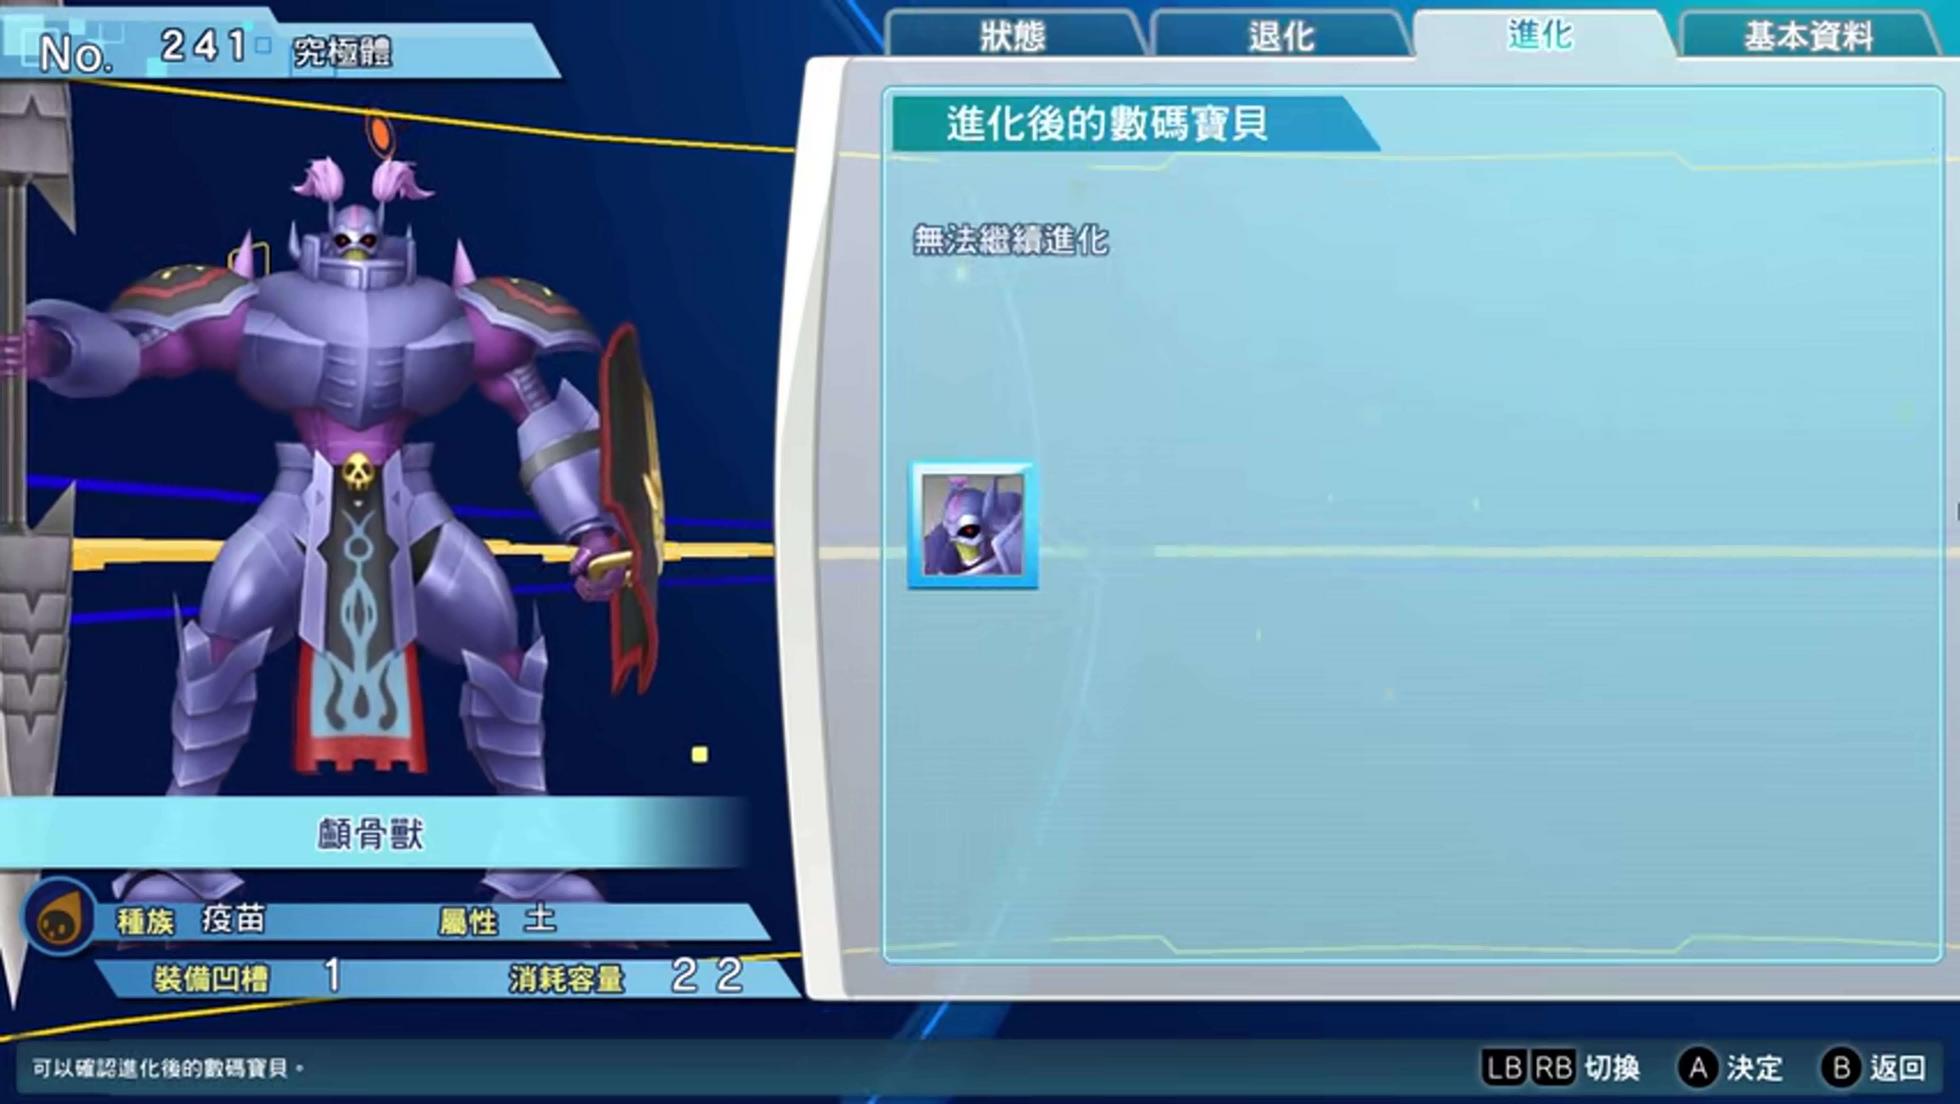 No. 241 究極體
狀態 退化 進化 基本資料
進化後的數碼寶貝
無法繼續進化
顱骨獸
種族 疫苗 屬性 土
裝備凹槽 1 消耗容量 22
可以確認進化後的數碼寶貝。
LB RB 切換 A 決定 B 返回